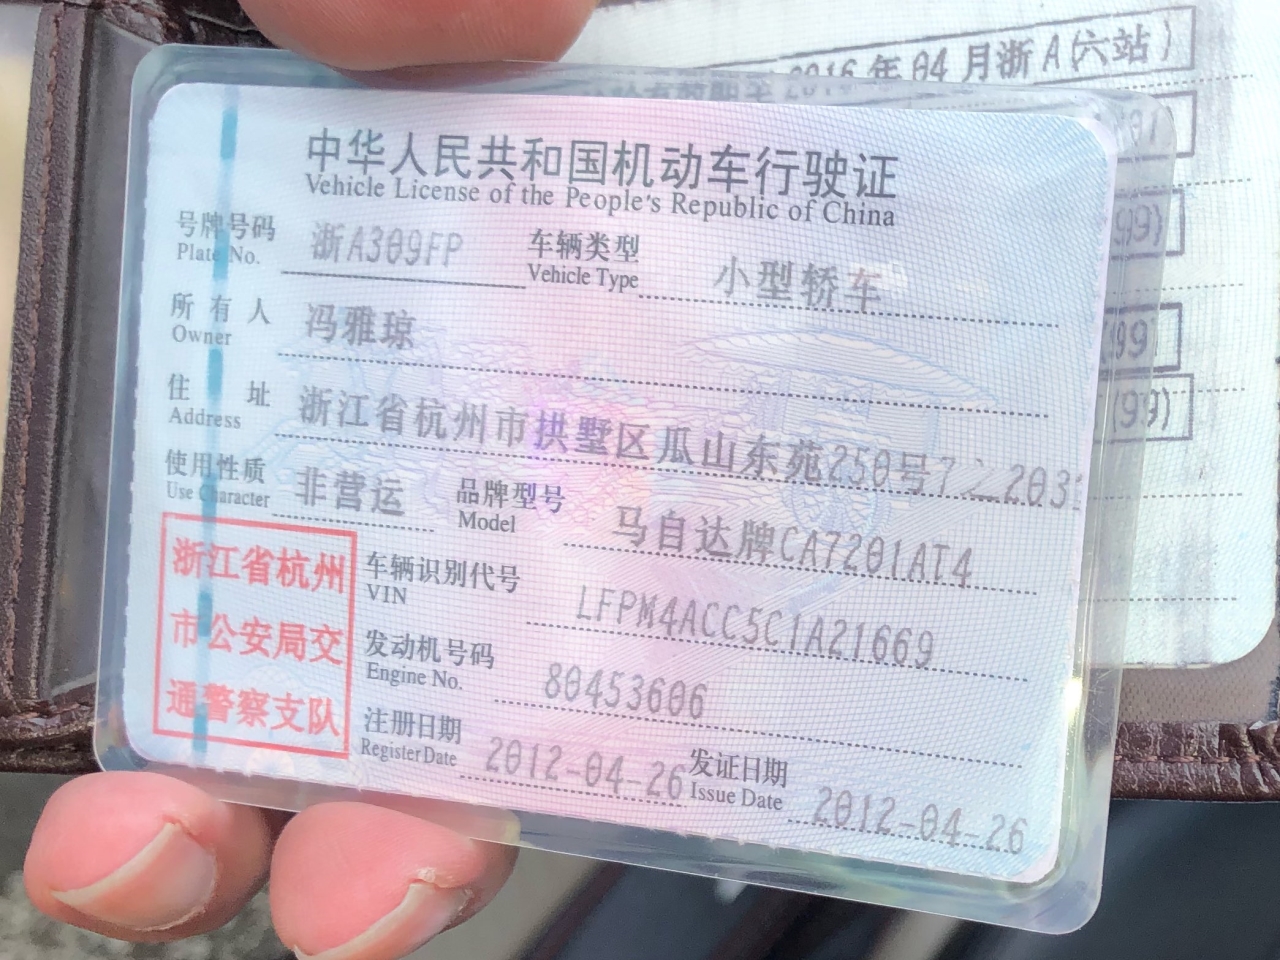 2016年04月浙A(六站)
中华人民共和国机动车行驶证
Vehicle License of the People's Republic of China
号牌号码 浙A309FP 车辆类型 小型轿车
Plate No. Vehicle Type
所有人 冯雅琼
Owner
住址 浙江省杭州市拱墅区瓜山东苑250号
Address
使用性质 非营运 品牌型号 马自达牌CA7201AT4
Use Character Model
浙江省杭州
市公安局交
通警察支队
车辆识别代号 LFPM4ACC5C1A21669
VIN
发动机号码 80453606
Engine No.
注册日期 2012-04-26 发证日期 2012-04-26
Register Date Issue Date